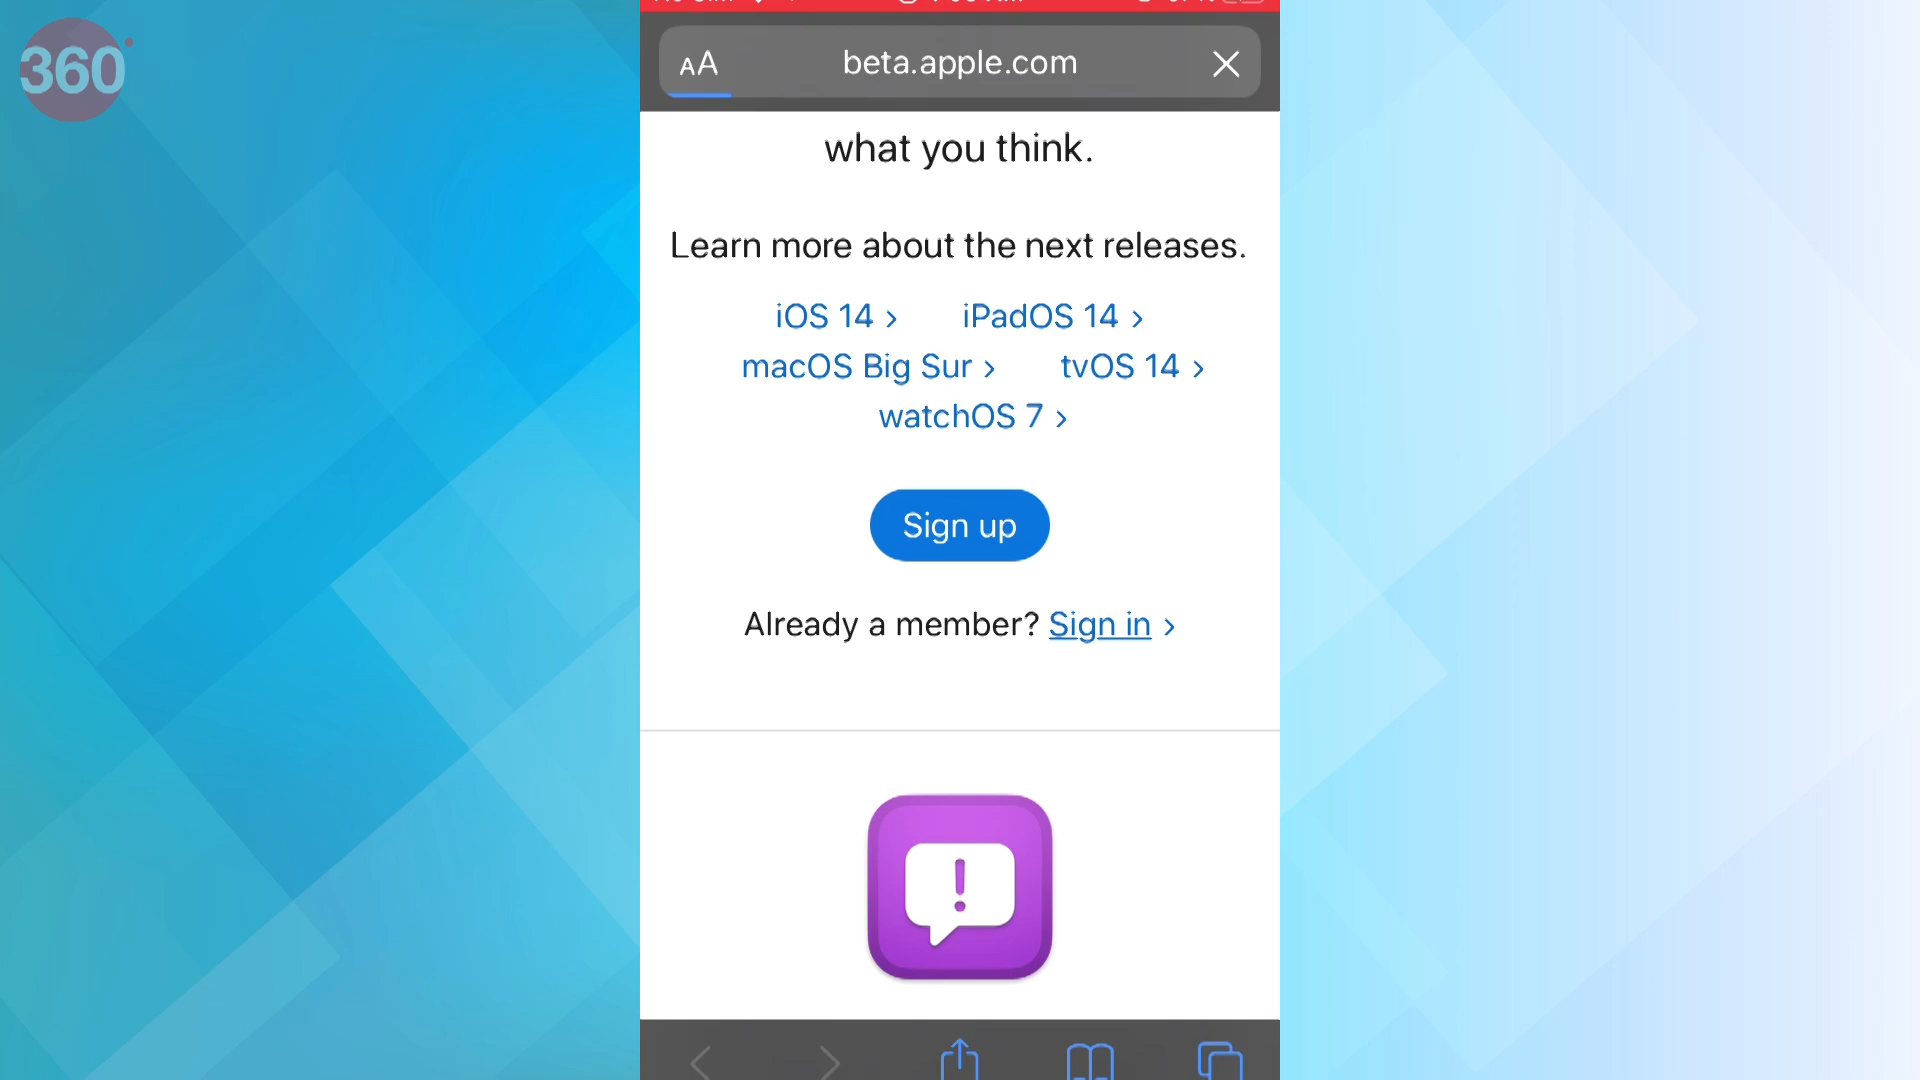 360°
AA beta.apple.com
what you think.
Learn more about the next releases.
iOS 14 › iPadOS 14 ›
macOS Big Sur › tvOS 14 ›
watchOS 7 ›
Sign up
Already a member? Sign in ›
!